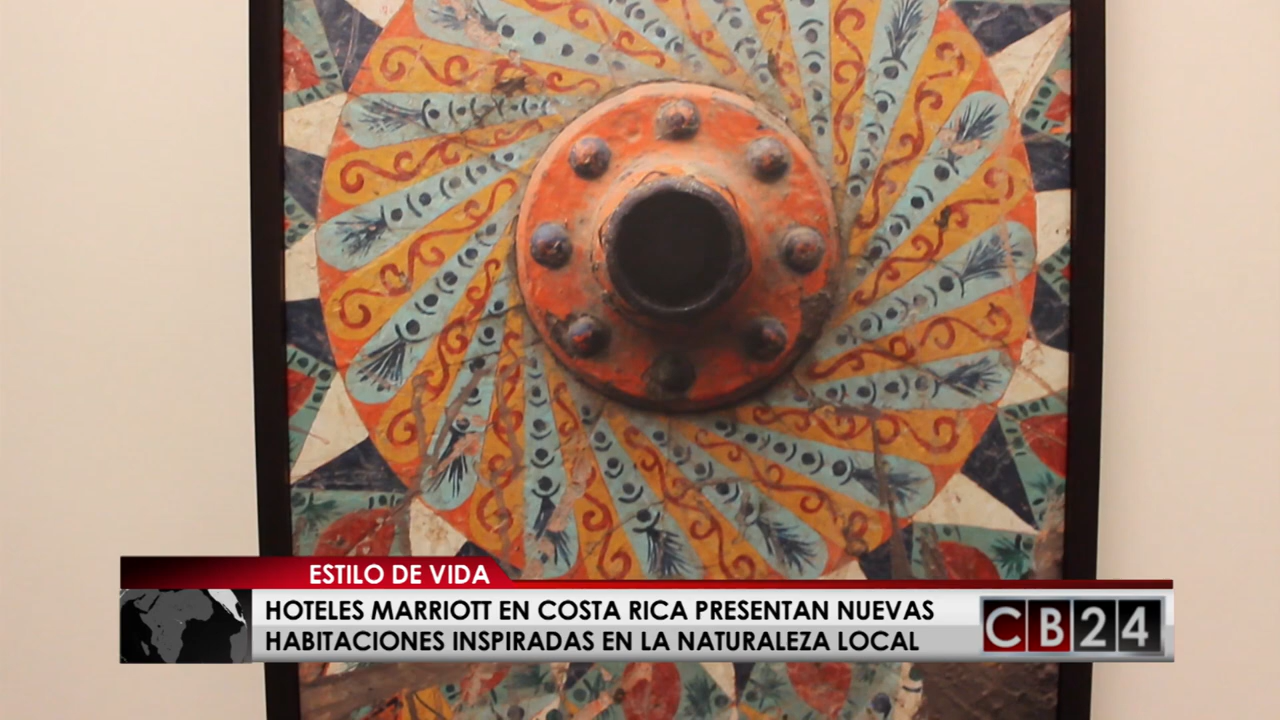 ESTILO DE VIDA
HOTELES MARRIOTT EN COSTA RICA PRESENTAN NUEVAS
HABITACIONES INSPIRADAS EN LA NATURALEZA LOCAL
CB24